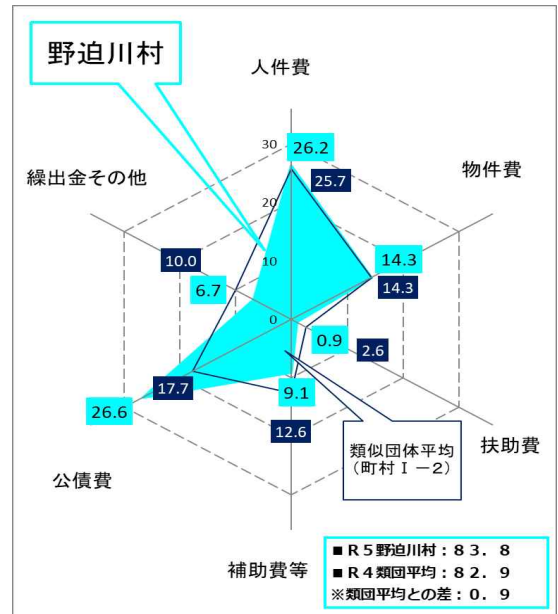 野迫川村
人件費
30
26.2
25.7
物件費
繰出金その他
20
10.0
14.3
10
14.3
6.7
0
0.9
2.6
17.7
9.1
26.6
12.6
類似団体平均
(町村Ⅰ－2)
扶助費
公債費
補助費等
■Ｒ５野迫川村：８３．８
■Ｒ４類団平均：８２．９
※類団平均との差：０．９